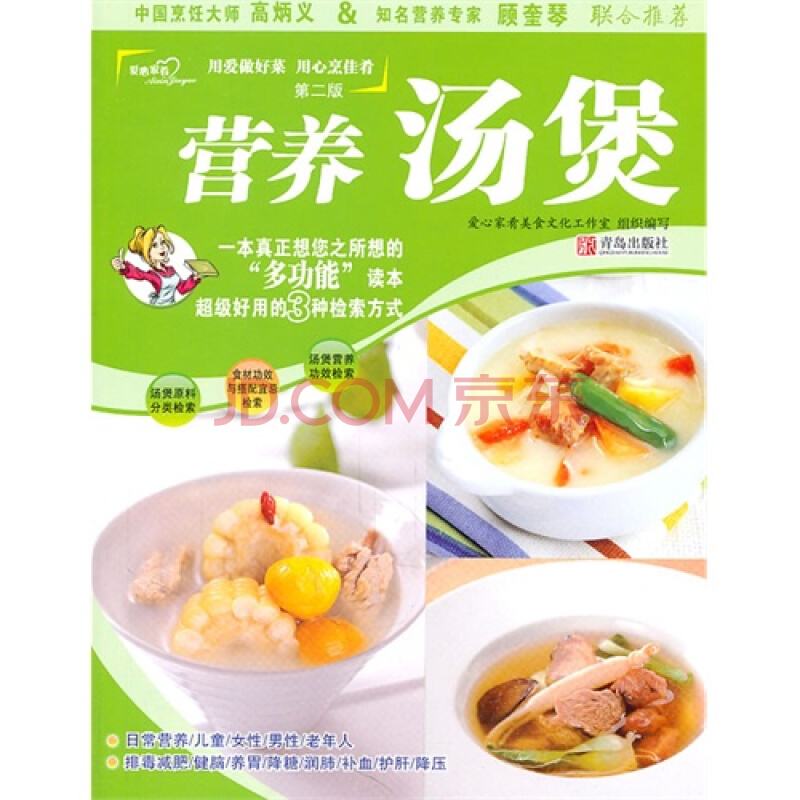 中国烹饪大师 高炳义 & 知名营养专家 顾奎琴 联合推荐
爱心家肴
用爱做好菜 用心烹佳肴
第二版
营养 汤煲
爱心家肴美食文化工作室 组织编写
青岛出版社
一本真正想您之所想的
“多功能”读本
超级好用的3种检索方式
汤煲原料
分类检索
食材功效
与搭配宜忌
检索
汤煲营养
功效检索
JD.COM 京东
日常营养/儿童/女性/男性/老年人
排毒减肥/健脑/养胃/降糖/润肺/补血/护肝/降压